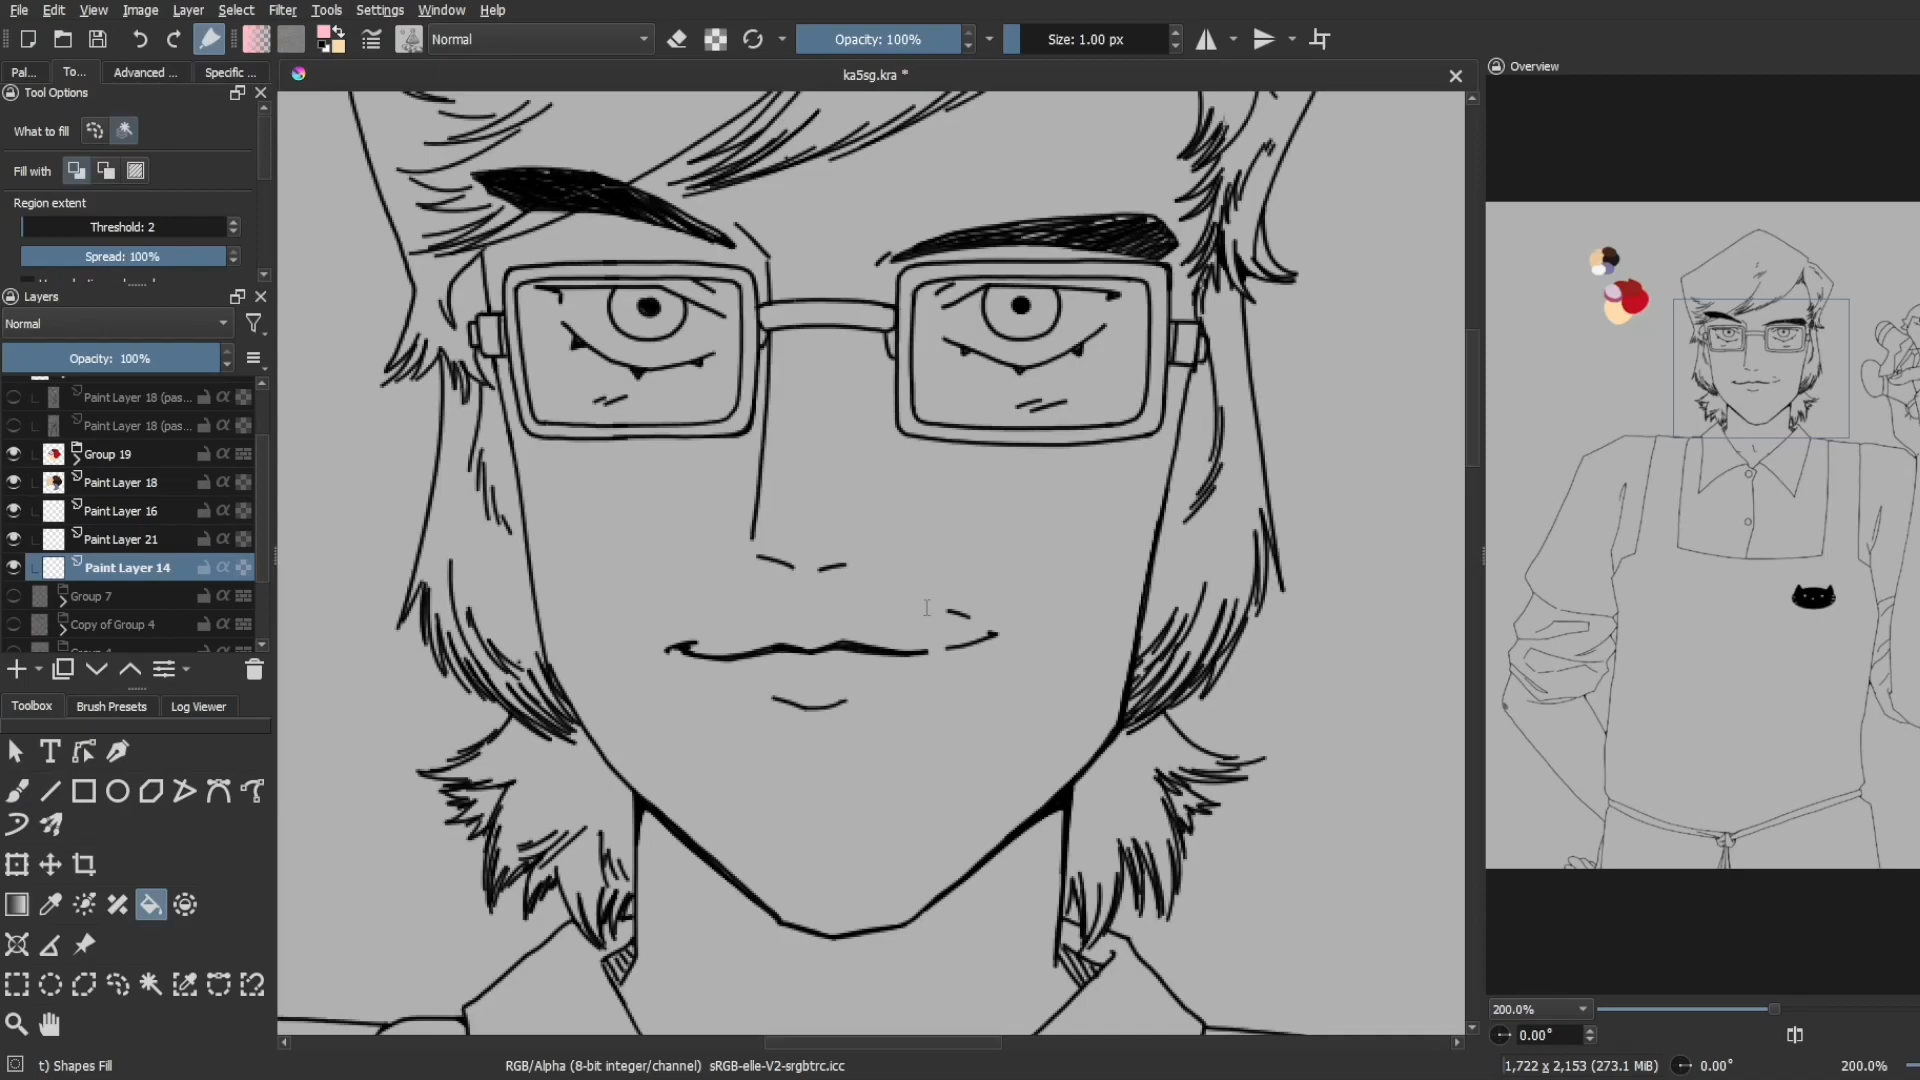 File Edit View Image Layer Select Filter Tools Settings Window Help
Normal
Opacity: 100%
Size: 1.00 px
Pal...
To...
Advanced ...
Specific ...
ka5sg.kra *
Overview
Tool Options
What to fill
Fill with
Region extent
Threshold: 2
Spread: 100%
Layers
Normal
Opacity: 100%
Paint Layer 18 (pas...
Paint Layer 18 (pas...
Group 19
Paint Layer 18
Paint Layer 16
Paint Layer 21
Paint Layer 14
Group 7
Copy of Group 4
Toolbox
Brush Presets
Log Viewer
200.0%
0.00°
t) Shapes Fill
RGB/Alpha (8-bit integer/channel) sRGB-elle-V2-srgbtrc.icc
1,722 x 2,153 (273.1 MiB)
0.00°
200.0%